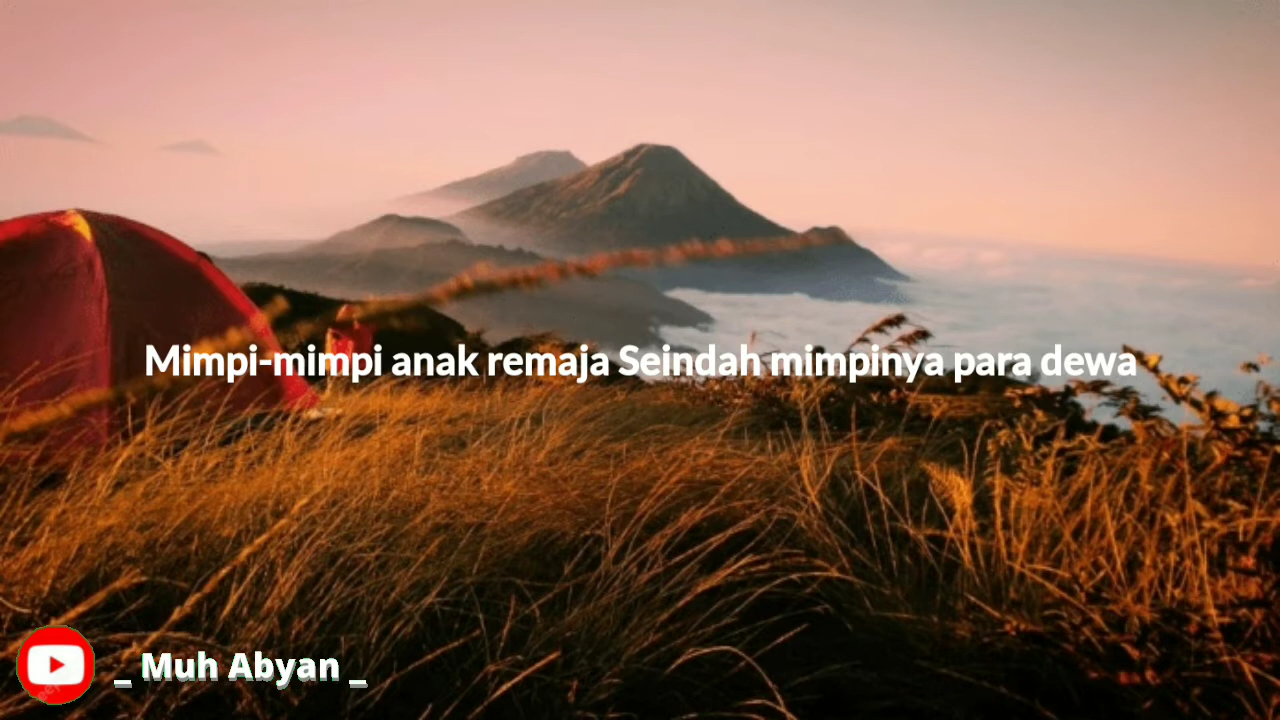 Mimpi-mimpi anak remaja Seindah mimpinya para dewa
_ Muh Abyan _